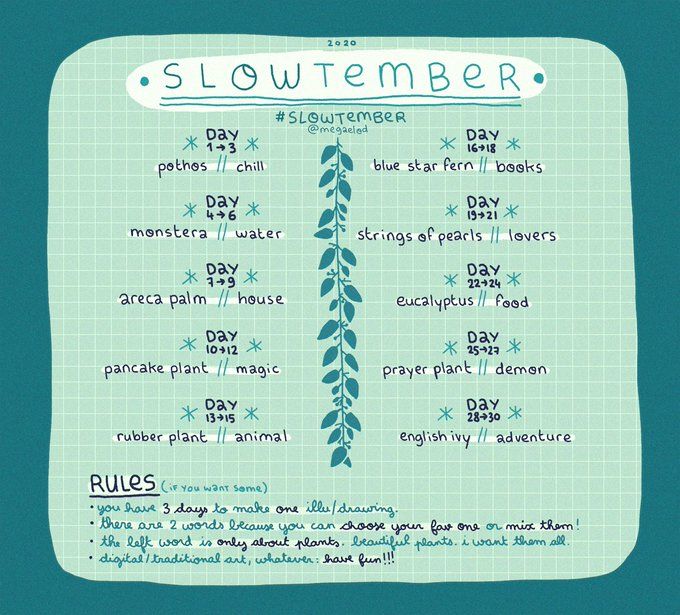 2020
SLOWTEMBER
#SLOWTEMBER
@megaelod
Day
1→3
pothos // chill
Day
4→6
monstera // water
Day
7→9
areca palm // house
Day
10→12
pancake plant // magic
Day
13→15
rubber plant // animal
Day
16→18
blue star fern // books
Day
19→21
strings of pearls // lovers
Day
22→24
eucalyptus // food
Day
25→27
prayer plant // demon
Day
28→30
english ivy // adventure
RULES (if you want some)
• you have 3 days to make one illu/drawing.
• there are 2 words because you can choose your fav one or mix them!
• the left word is only about plants. beautiful plants. i want them all.
• digital/traditional art, whatever: have fun!!!